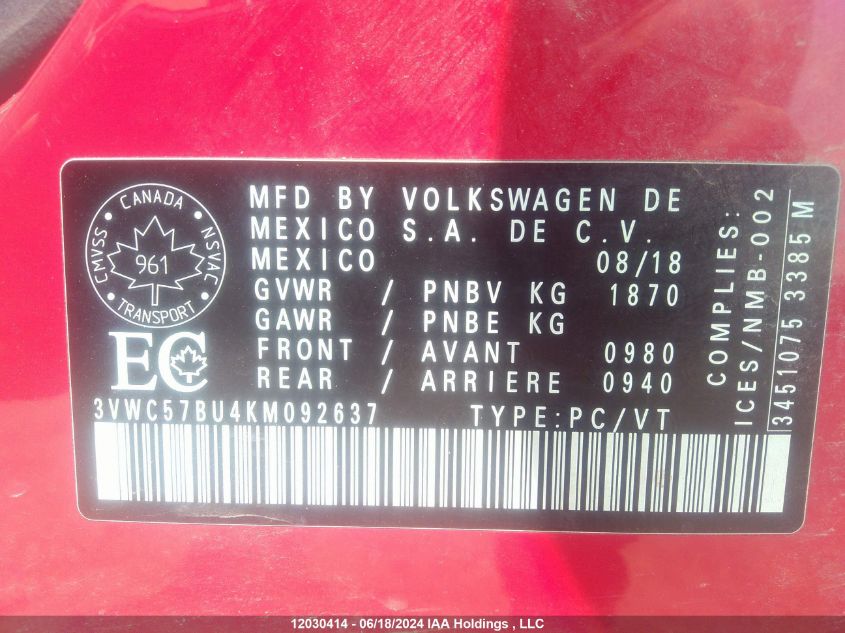 CANADA
CMVSS
NSVAC
961
TRANSPORT
EC
MFD BY VOLKSWAGEN DE
MEXICO S.A. DE C.V.
MEXICO 08/18
GVWR / PNBV KG 1870
GAWR / PNBE KG
FRONT / AVANT 0980
REAR / ARRIERE 0940
3VWC57BU4KM092637 TYPE:PC/VT
COMPLIES:
ICES/NMB-002
3451075 3385 M
12030414 - 06/18/2024 IAA Holdings , LLC